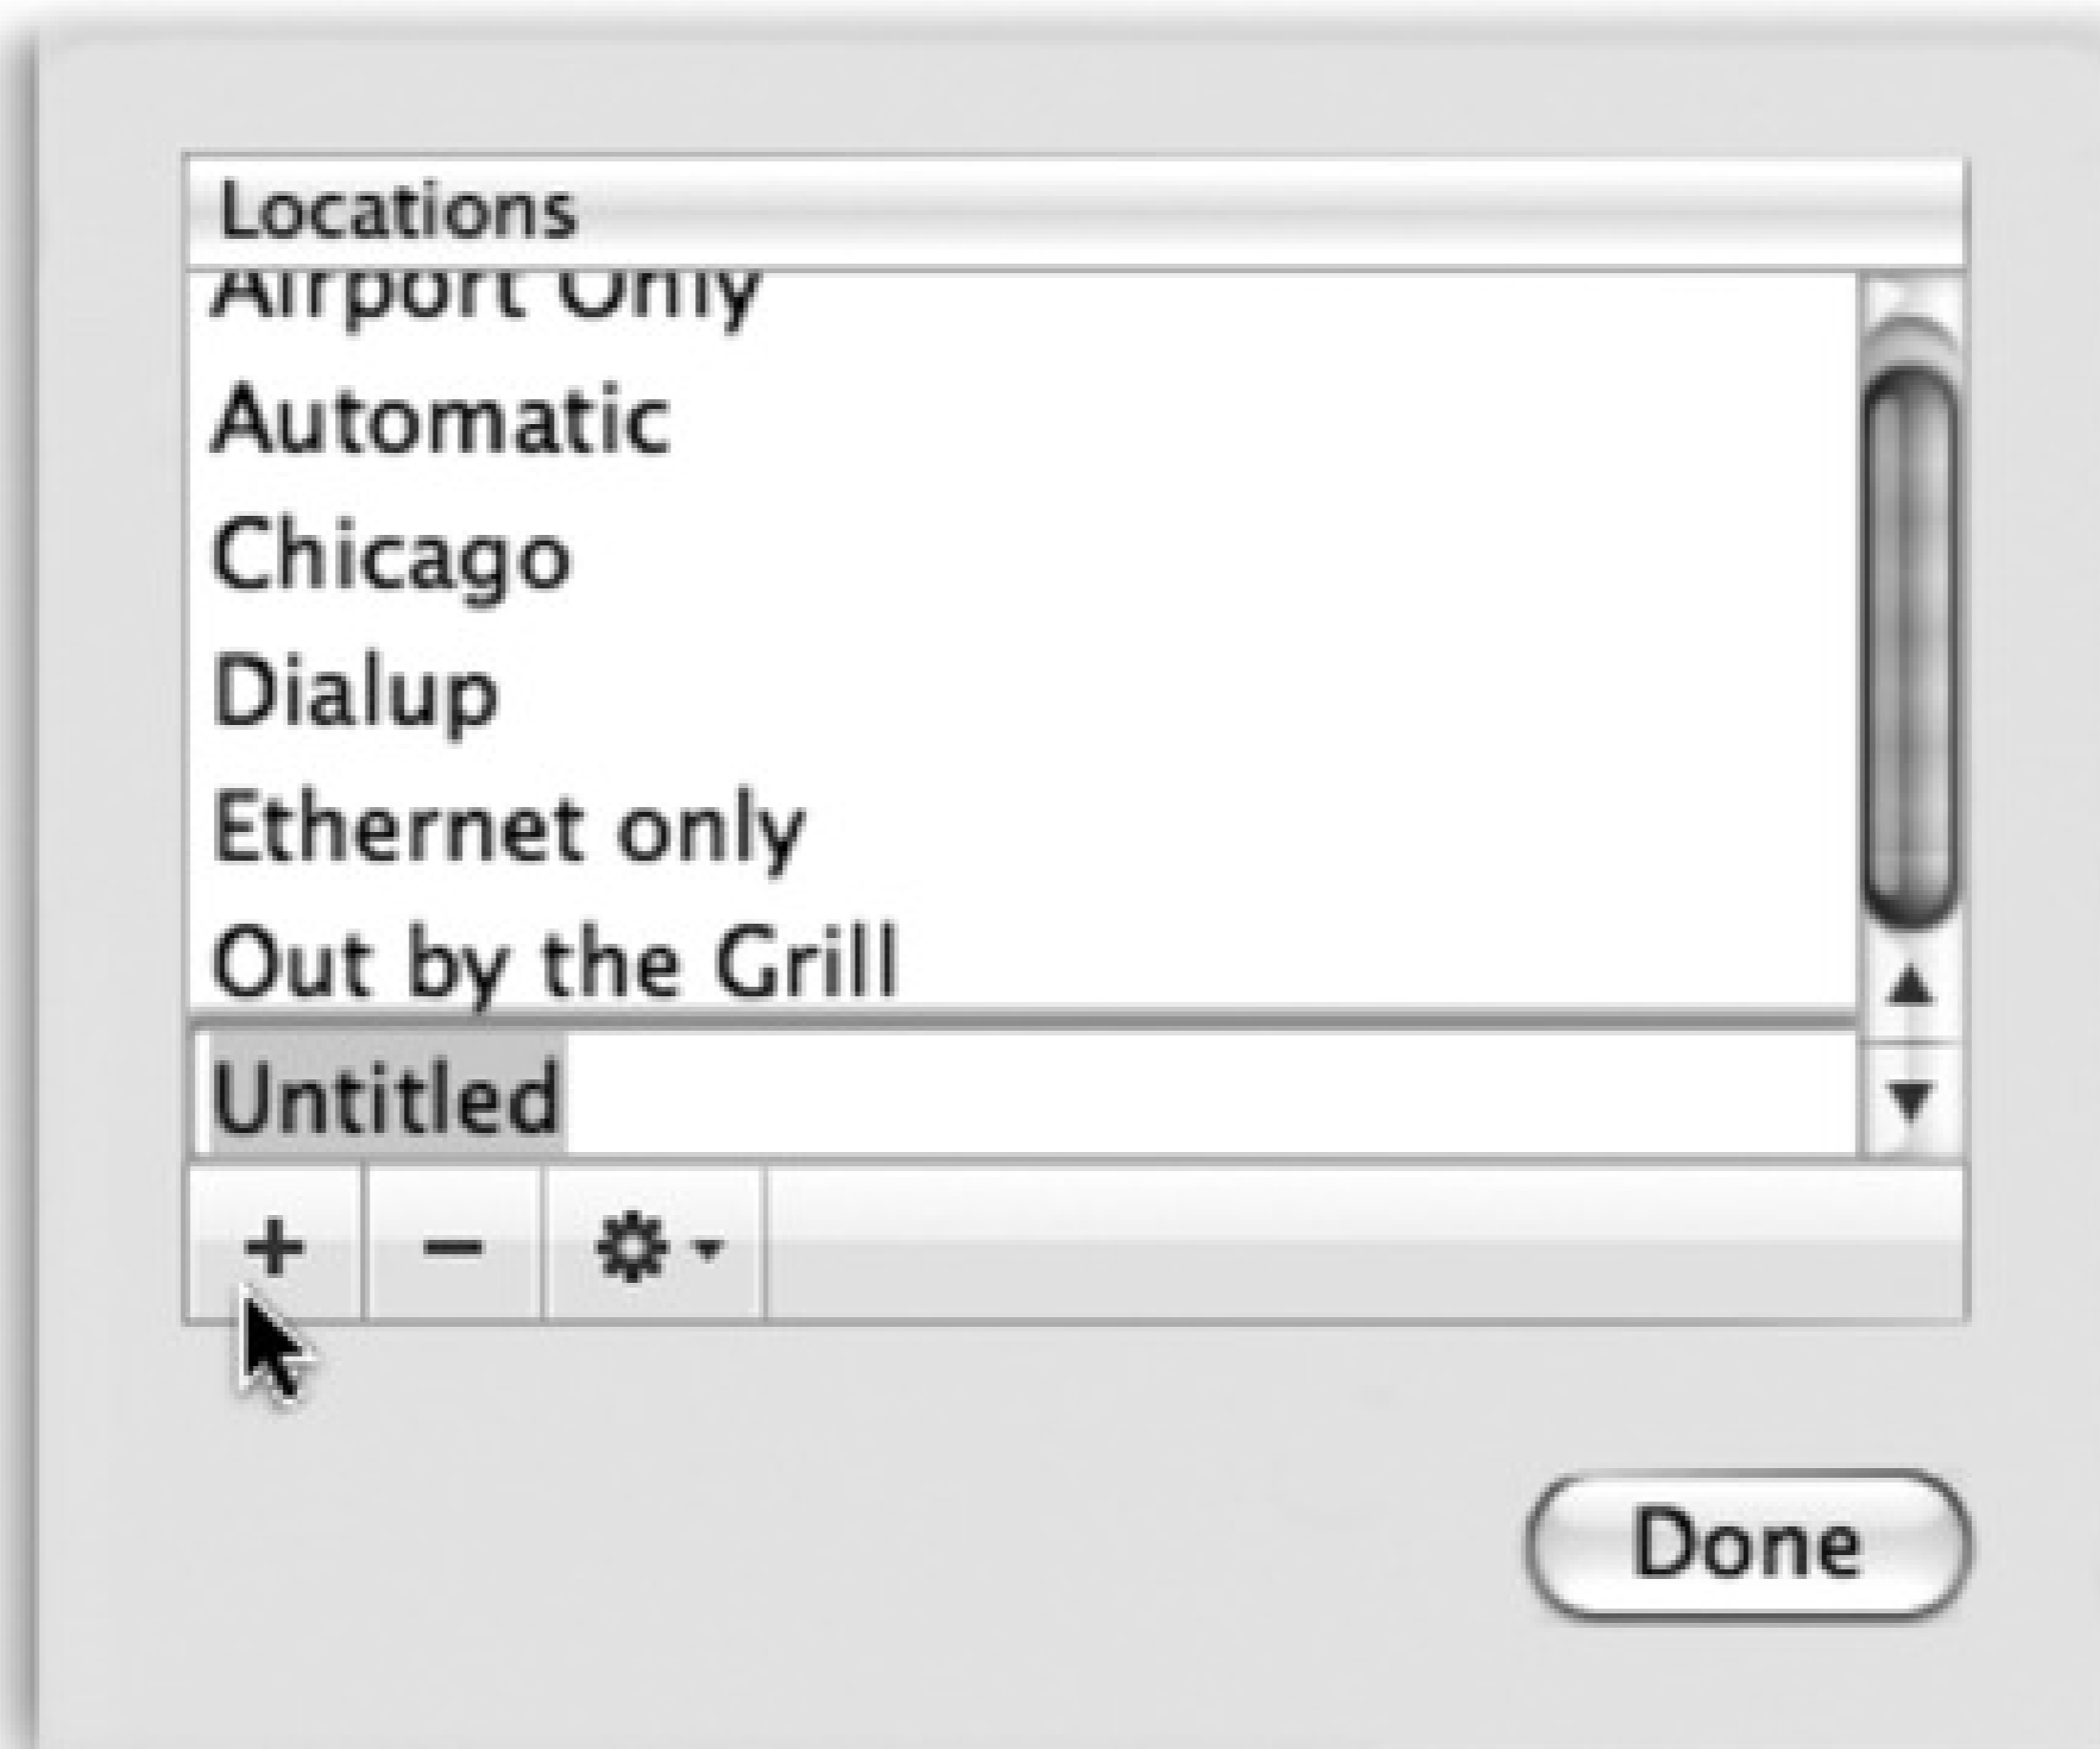 Locations
Airport Only
Automatic
Chicago
Dialup
Ethernet only
Out by the Grill
Untitled
Done